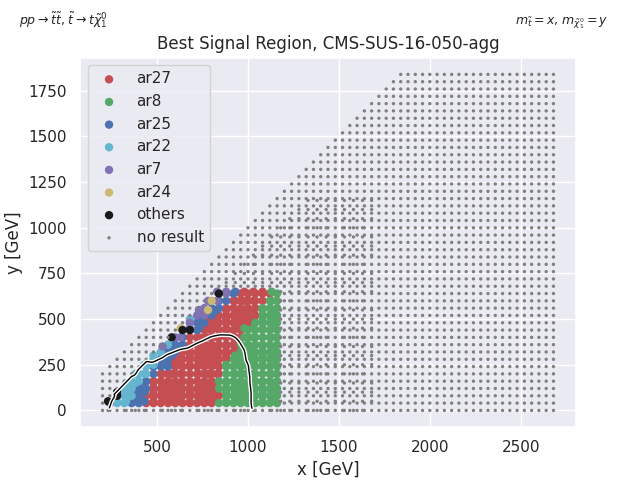 pp → t̃t̃, t̃ → tχ̃⁰₁
m_t̃ = x, m_χ̃⁰₁ = y
Best Signal Region, CMS-SUS-16-050-agg
ar27
ar8
ar25
ar22
ar7
ar24
others
no result
y [GeV]
1750
1500
1250
1000
750
500
250
0
500
1000
1500
2000
2500
x [GeV]